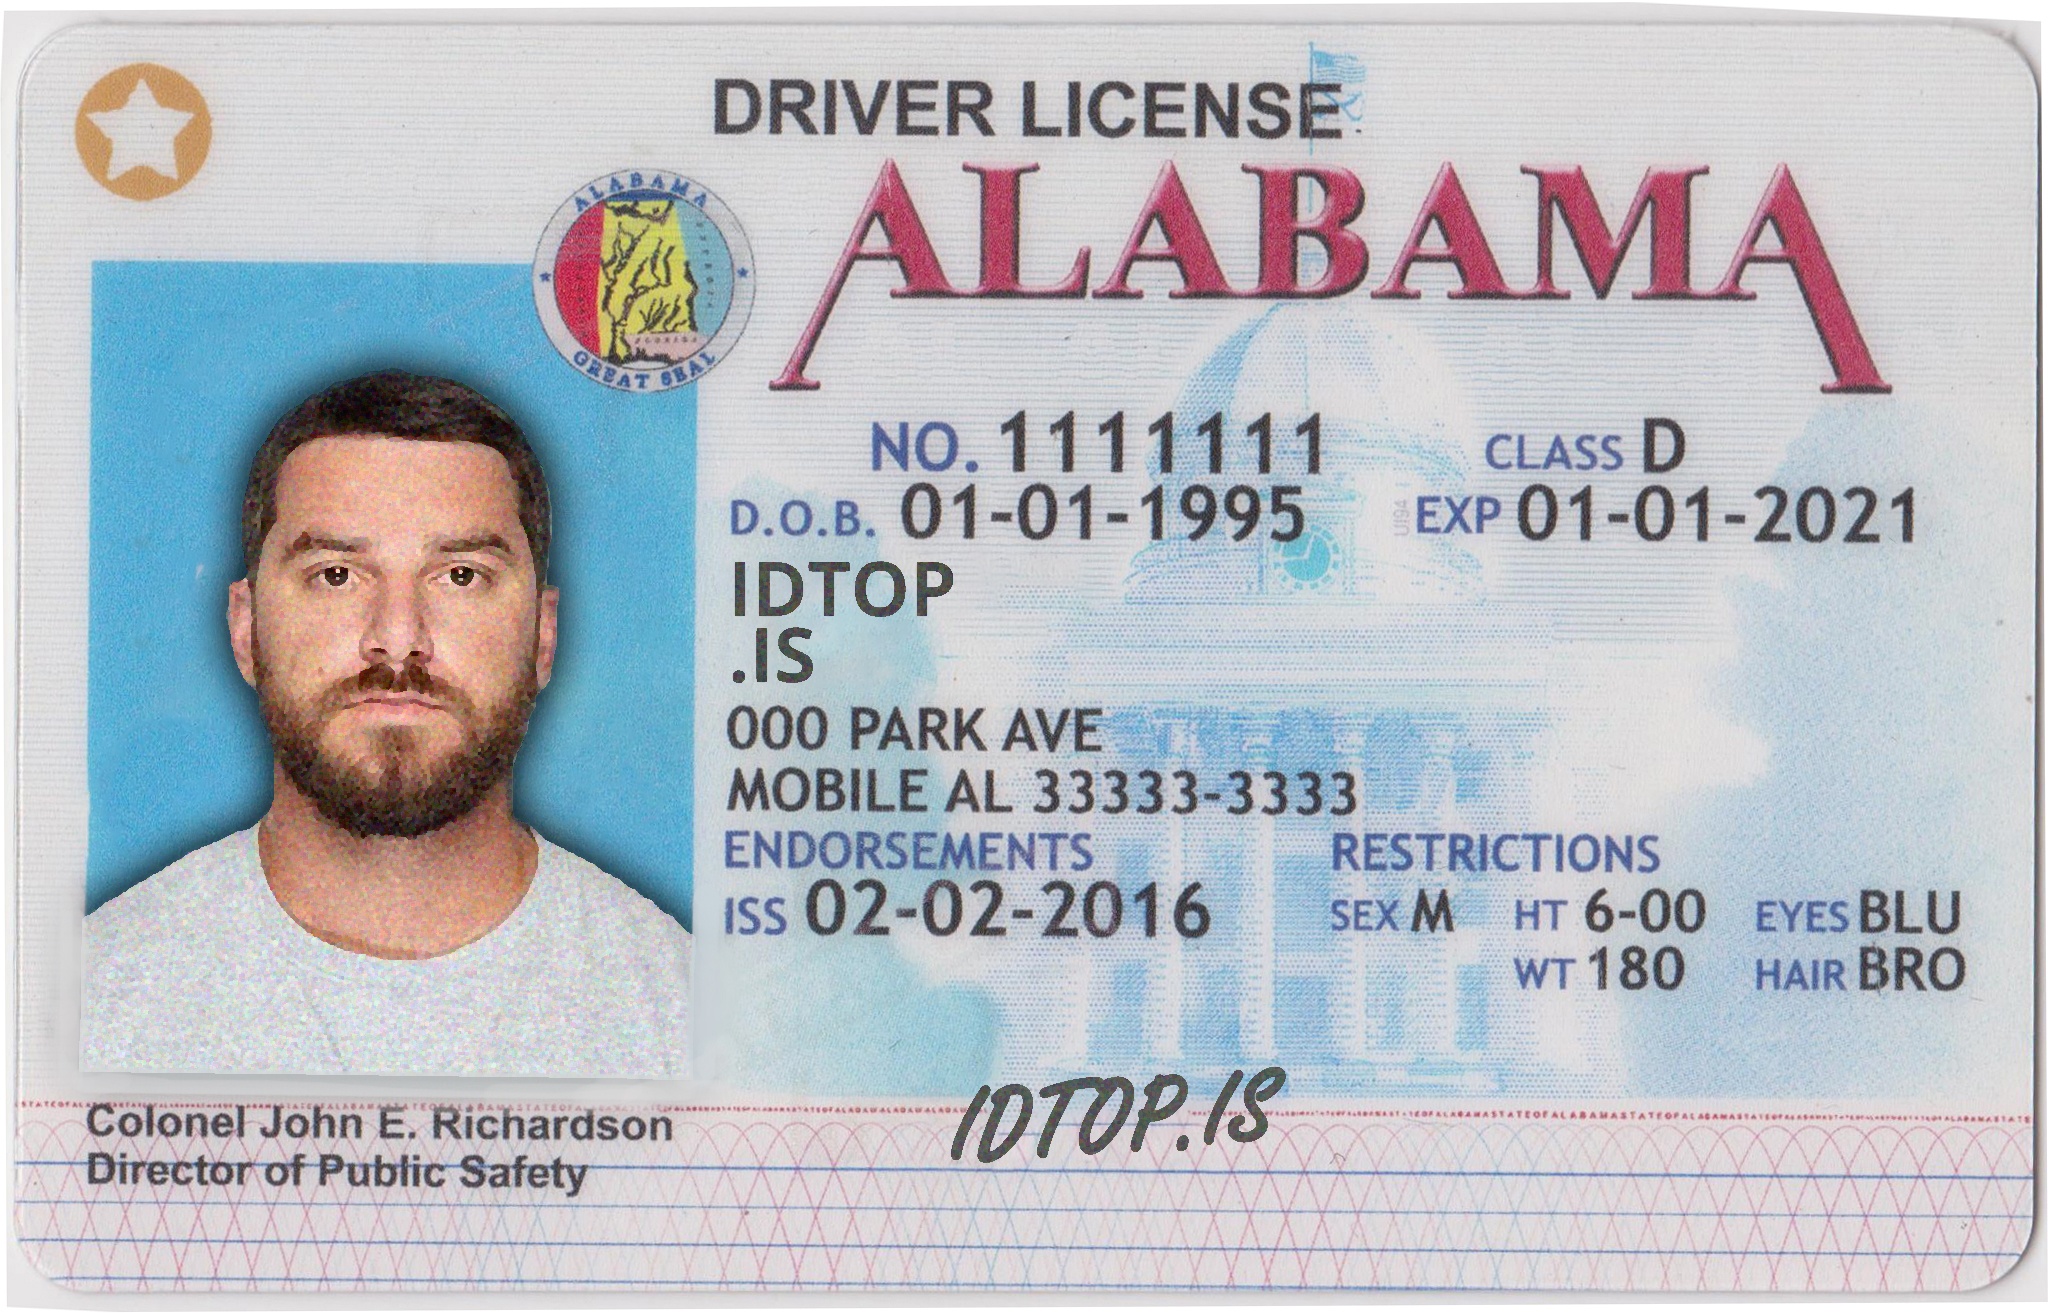 DRIVER LICENSE
ALABAMA
ALABAMA
GREAT SEAL
FLORIDA
NO. 1111111 CLASS D
D.O.B. 01-01-1995 EXP 01-01-2021
IDTOP
.IS
000 PARK AVE
MOBILE AL 33333-3333
ENDORSEMENTS RESTRICTIONS
ISS 02-02-2016 SEX M HT 6-00 EYES BLU
WT 180 HAIR BRO
IDTOP.IS
Colonel John E. Richardson
Director of Public Safety